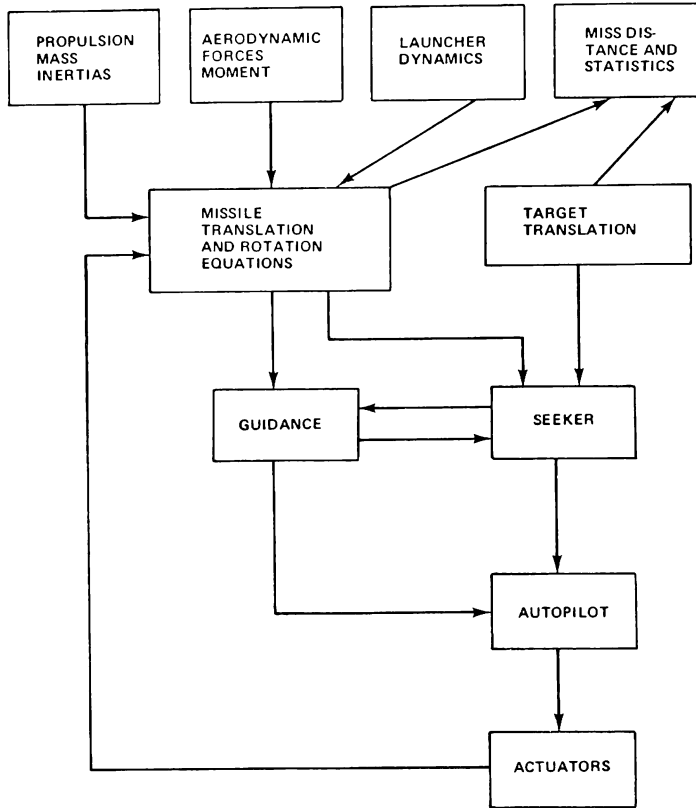 PROPULSION
MASS
INERTIAS
AERODYNAMIC
FORCES
MOMENT
LAUNCHER
DYNAMICS
MISS DIS-
TANCE AND
STATISTICS
MISSILE
TRANSLATION
AND ROTATION
EQUATIONS
TARGET
TRANSLATION
GUIDANCE
SEEKER
AUTOPILOT
ACTUATORS